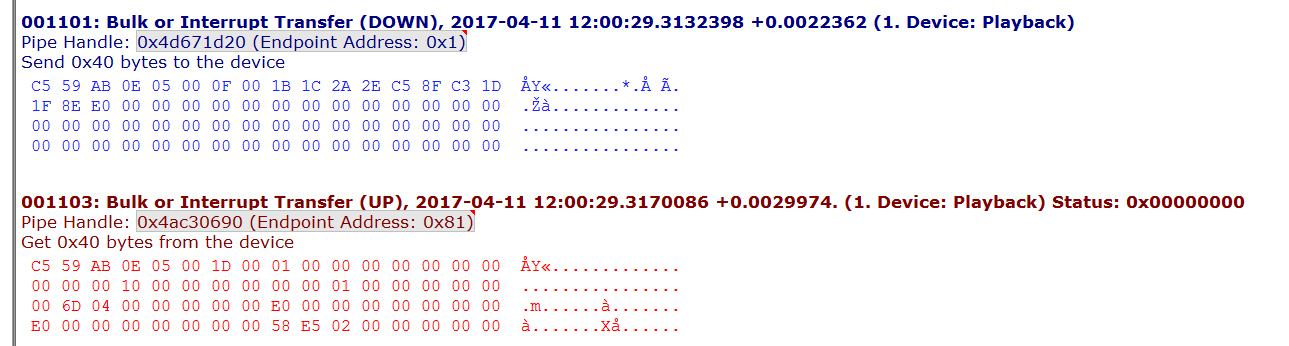 001101: Bulk or Interrupt Transfer (DOWN), 2017-04-11 12:00:29.3132398 +0.0022362 (1. Device: Playback)
Pipe Handle: 0x4d671d20 (Endpoint Address: 0x1)
Send 0x40 bytes to the device
C5 59 AB 0E 05 00 0F 00 1B 1C 2A 2E C5 8F C3 1D ÅY«.......*.Å Ã.
1F 8E E0 00 00 00 00 00 00 00 00 00 00 00 00 00 .Žà.............
00 00 00 00 00 00 00 00 00 00 00 00 00 00 00 00 ................
00 00 00 00 00 00 00 00 00 00 00 00 00 00 00 00 ................
001103: Bulk or Interrupt Transfer (UP), 2017-04-11 12:00:29.3170086 +0.0029974. (1. Device: Playback) Status: 0x00000000
Pipe Handle: 0x4ac30690 (Endpoint Address: 0x81)
Get 0x40 bytes from the device
C5 59 AB 0E 05 00 1D 00 01 00 00 00 00 00 00 00 ÅY«.............
00 00 00 10 00 00 00 00 00 00 01 00 00 00 00 00 ................
00 6D 04 00 00 00 00 00 E0 00 00 00 00 00 00 00 .m......à.......
E0 00 00 00 00 00 00 00 58 E5 02 00 00 00 00 00 à.......Xå......